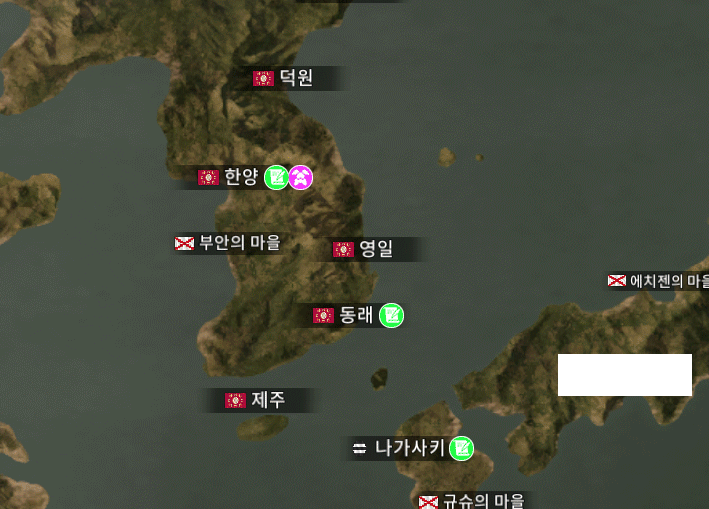 덕원
한양
부안의 마을
영일
에치젠의 마을
동래
제주
나가사키
규슈의 마을